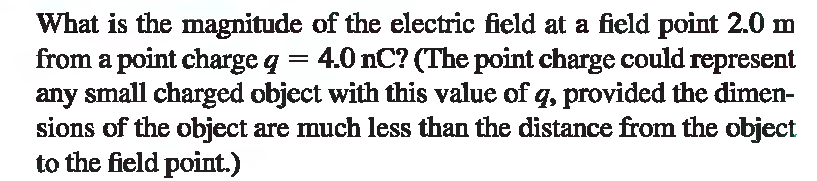 What is the magnitude of the electric field at a field point 2.0 m
from a point charge q = 4.0 nC? (The point charge could represent
any small charged object with this value of q, provided the dimen-
sions of the object are much less than the distance from the object
to the field point.)